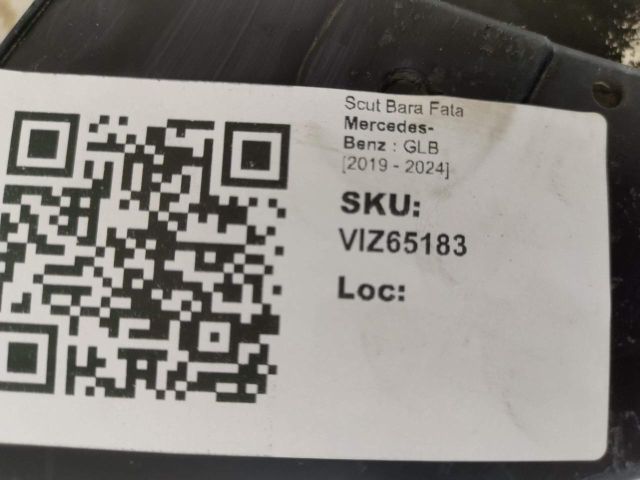 Scut Bara Fata
Mercedes-
Benz : GLB
[2019 - 2024]
SKU:
VIZ65183
Loc: